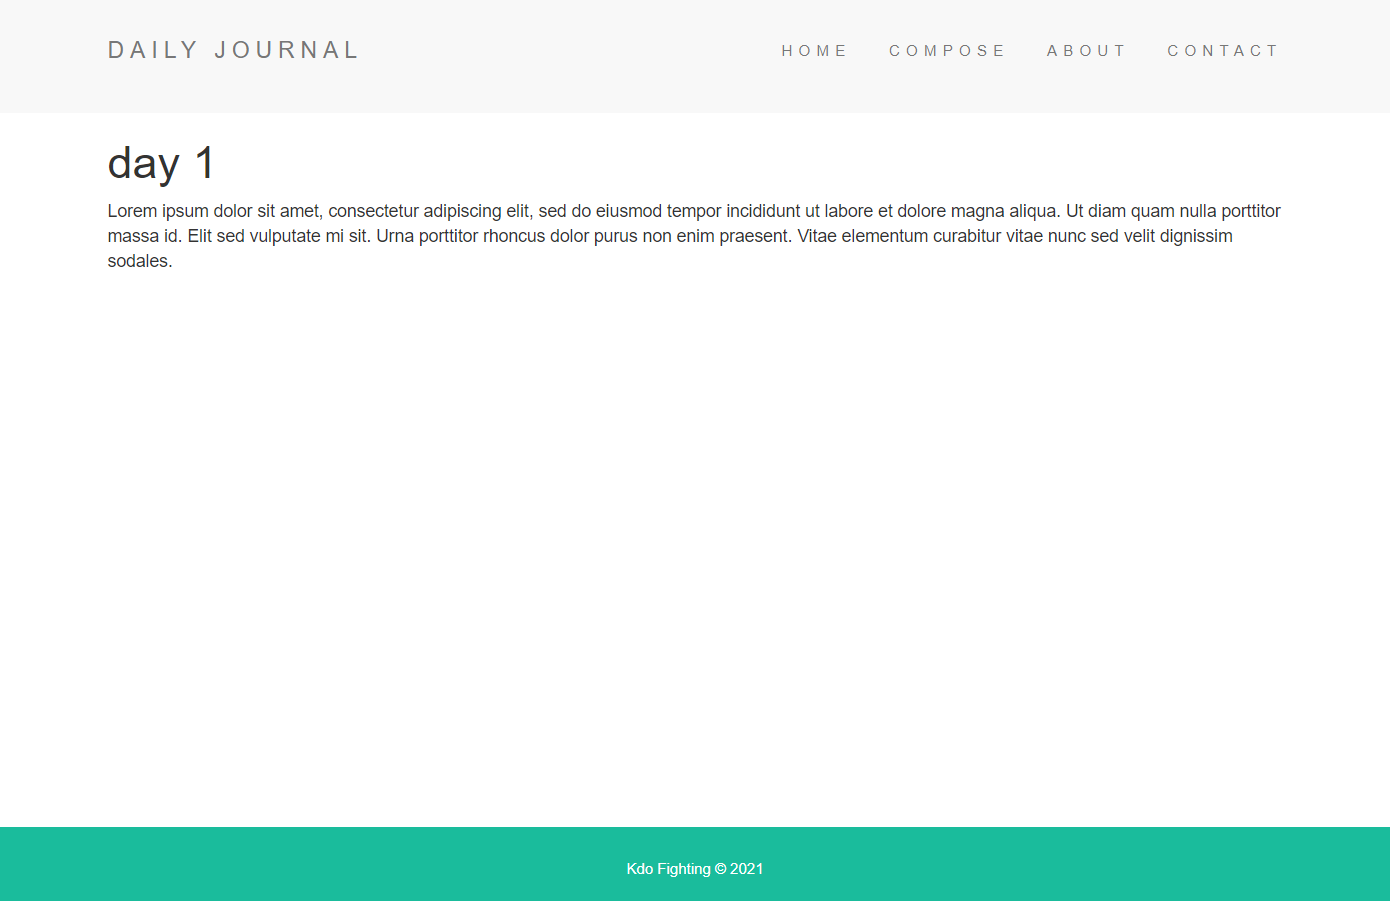 DAILY JOURNAL
HOME COMPOSE ABOUT CONTACT
day 1
Lorem ipsum dolor sit amet, consectetur adipiscing elit, sed do eiusmod tempor incididunt ut labore et dolore magna aliqua. Ut diam quam nulla porttitor
massa id. Elit sed vulputate mi sit. Urna porttitor rhoncus dolor purus non enim praesent. Vitae elementum curabitur vitae nunc sed velit dignissim
sodales.
Kdo Fighting © 2021